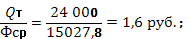 Qт/Фср = 24 000/15027,8 = 1,6 руб.;